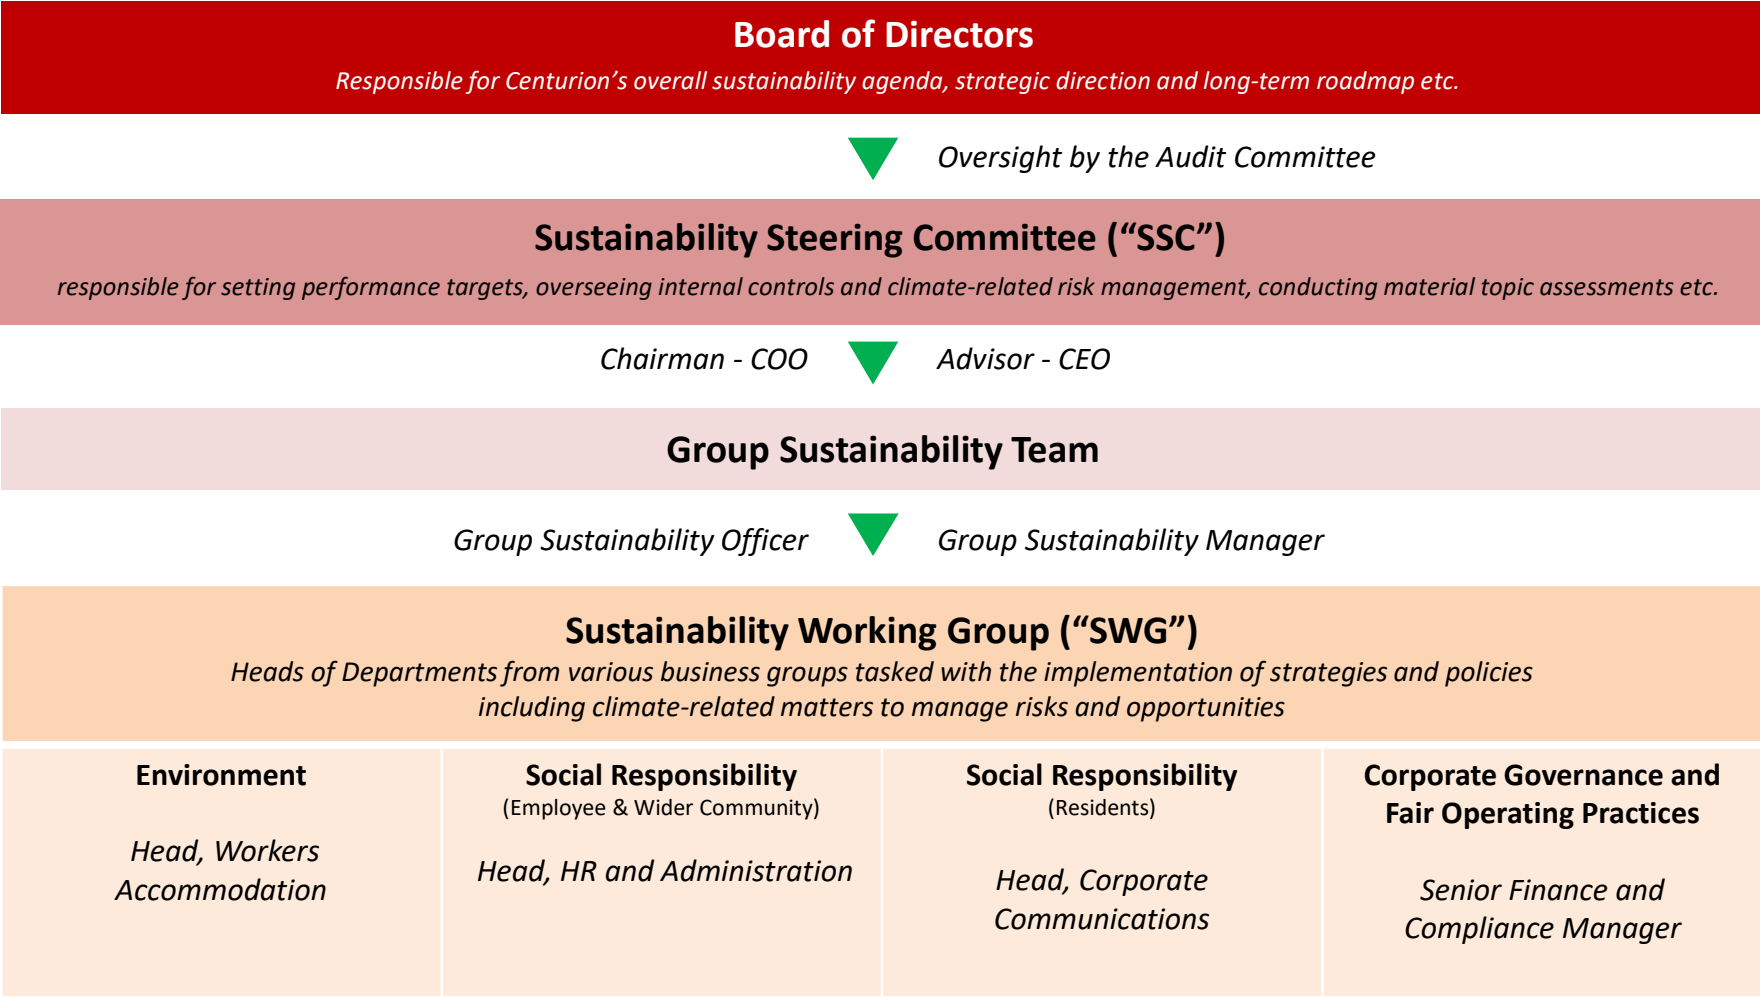 Board of Directors
Responsible for Centurion’s overall sustainability agenda, strategic direction and long-term roadmap etc.
Oversight by the Audit Committee
Sustainability Steering Committee (“SSC”)
responsible for setting performance targets, overseeing internal controls and climate-related risk management, conducting material topic assessments etc.
Chairman - COO
Advisor - CEO
Group Sustainability Team
Group Sustainability Officer
Group Sustainability Manager
Sustainability Working Group (“SWG”)
Heads of Departments from various business groups tasked with the implementation of strategies and policies
including climate-related matters to manage risks and opportunities
Environment
Head, Workers
Accommodation
Social Responsibility
(Employee & Wider Community)
Head, HR and Administration
Social Responsibility
(Residents)
Head, Corporate
Communications
Corporate Governance and
Fair Operating Practices
Senior Finance and
Compliance Manager